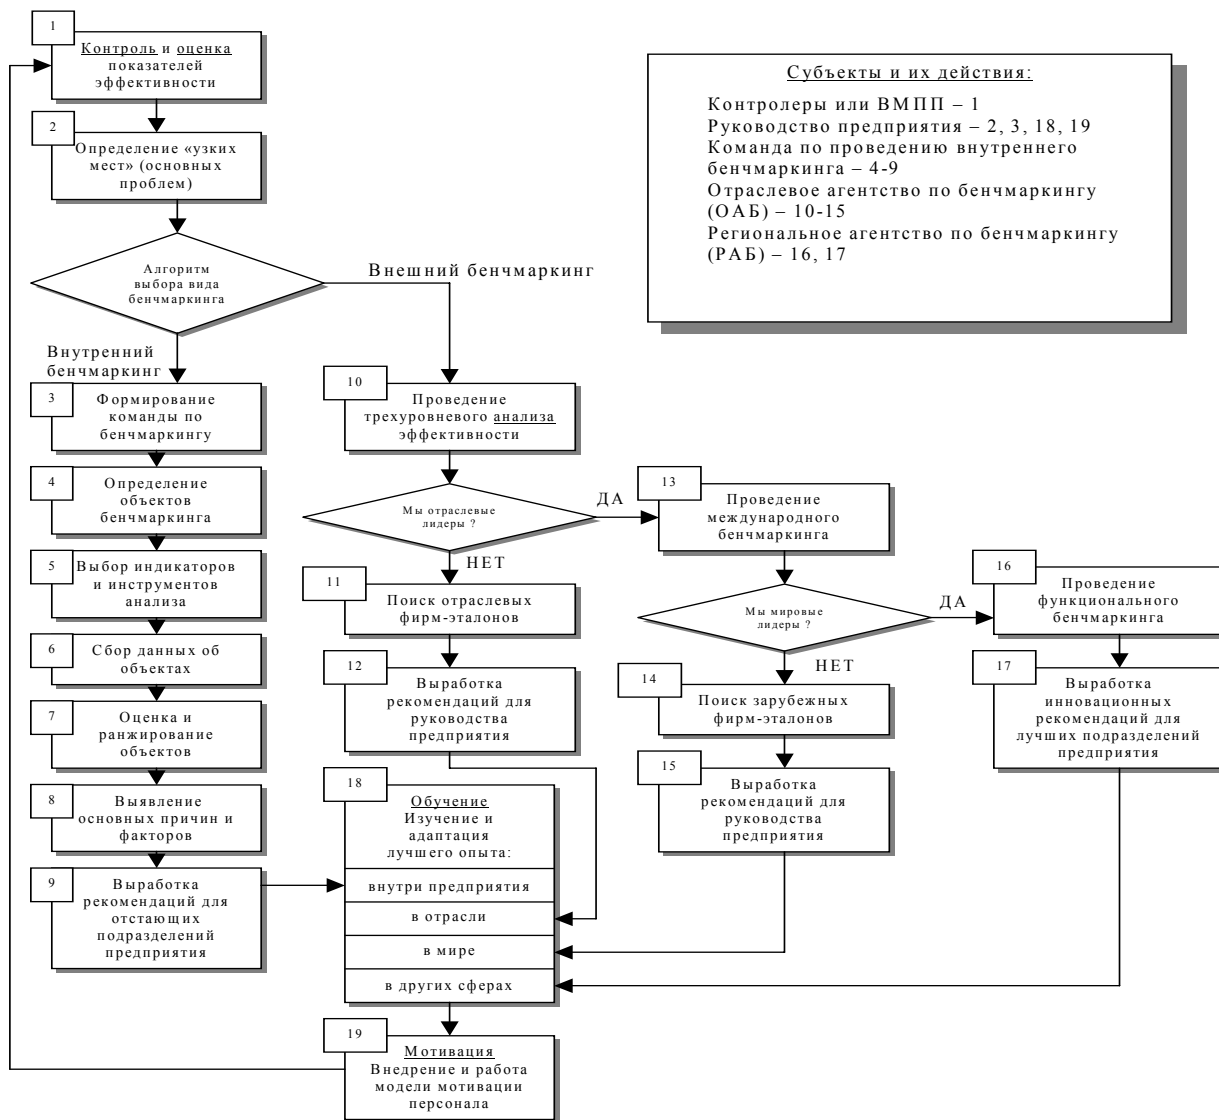 1
Контроль и оценка
показателей
эффективности
2
Определение «узких
мест» (основных
проблем)
Алгоритм
выбора вида
бенчмаркинга
Внешний бенчмаркинг
Внутренний
бенчмаркинг
Субъекты и их действия:
Контролеры или ВМПП – 1
Руководство предприятия – 2, 3, 18, 19
Команда по проведению внутреннего
бенчмаркинга – 4-9
Отраслевое агентство по бенчмаркингу
(ОАБ) – 10-15
Региональное агентство по бенчмаркингу
(РАБ) – 16, 17
3
Формирование
команды по
бенчмаркингу
4
Определение
объектов
бенчмаркинга
5
Выбор индикаторов
и инструментов
анализа
6
Сбор данных об
объектах
7
Оценка и
ранжирование
объектов
8
Выявление
основных причин и
факторов
9
Выработка
рекомендаций для
отстающих
подразделений
предприятия
10
Проведение
трехуровневого анализа
эффективности
Мы отраслевые
лидеры ?
ДА
НЕТ
11
Поиск отраслевых
фирм-эталонов
12
Выработка
рекомендаций для
руководства
предприятия
13
Проведение
международного
бенчмаркинга
Мы мировые
лидеры ?
ДА
НЕТ
14
Поиск зарубежных
фирм-эталонов
15
Выработка
рекомендаций для
руководства
предприятия
16
Проведение
функционального
бенчмаркинга
17
Выработка
инновационных
рекомендаций для
лучших подразделений
предприятия
18
Обучение
Изучение и
адаптация
лучшего опыта:
внутри предприятия
в отрасли
в мире
в других сферах
19
Мотивация
Внедрение и работа
модели мотивации
персонала